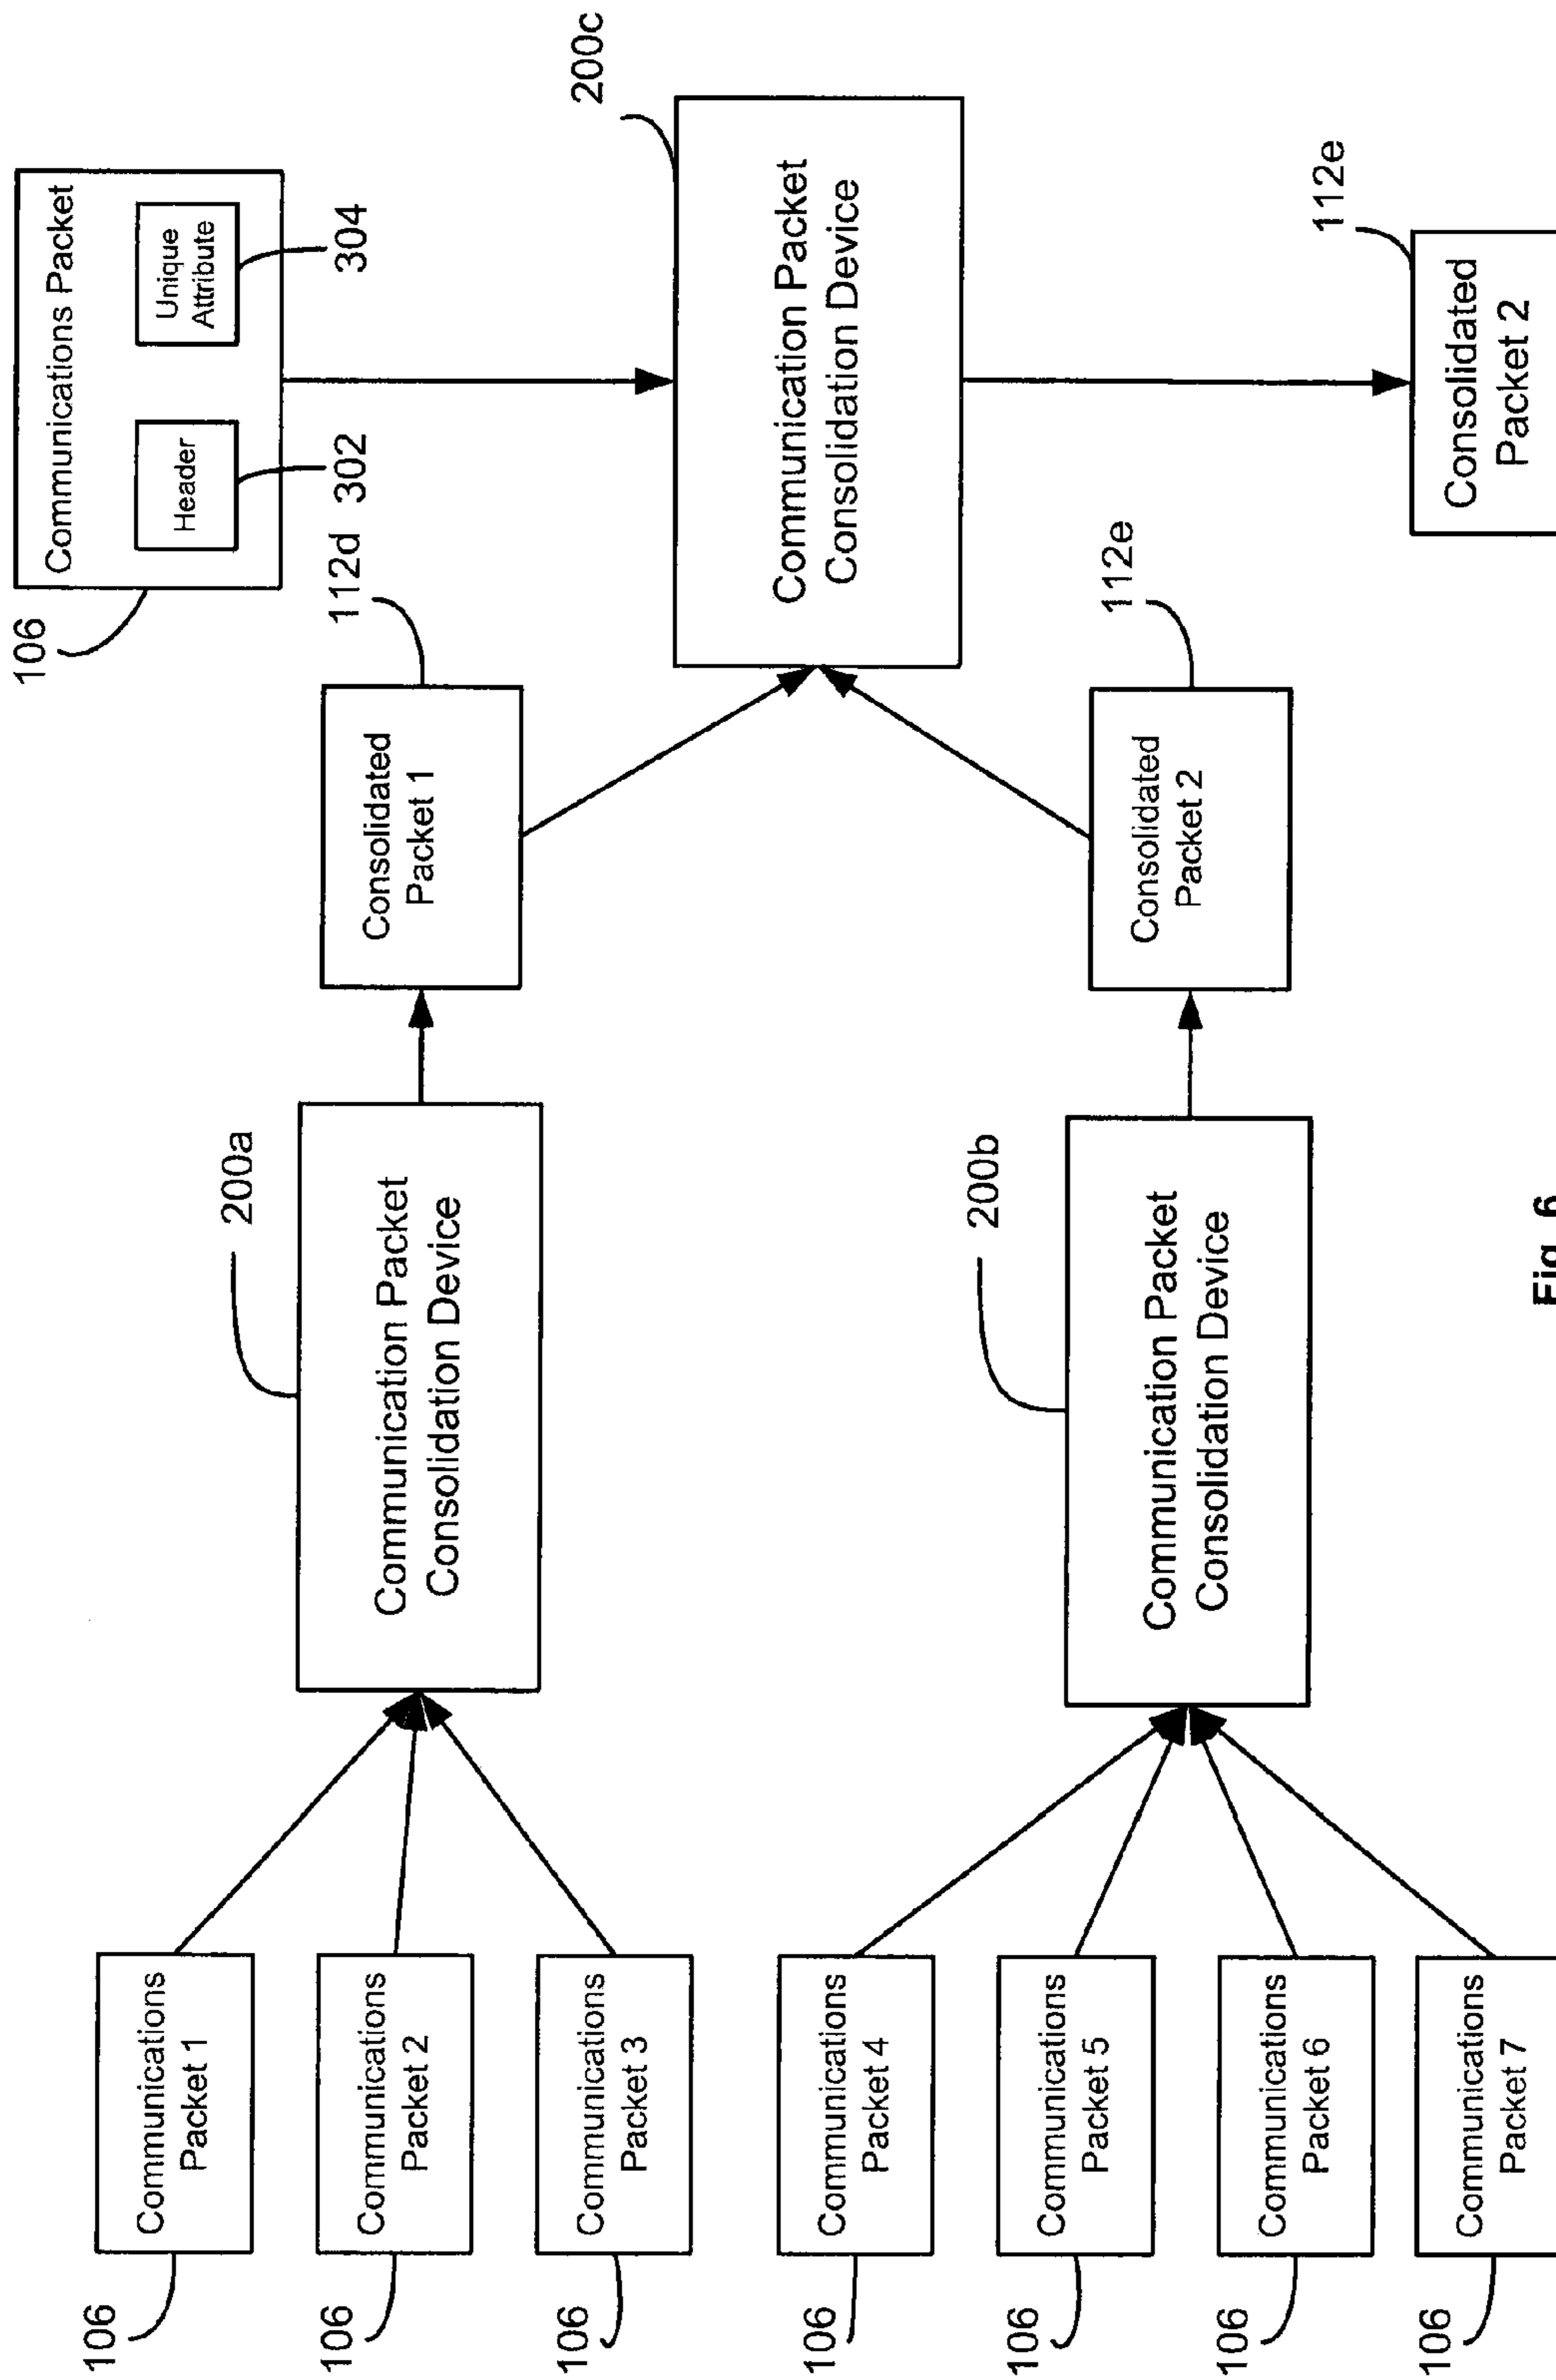 106
Communications Packet
Header
Unique
Attribute
302
304
112d
200c
Communication Packet
Consolidation Device
112e
112e
Consolidated
Packet 2
Consolidated
Packet 1
Consolidated
Packet 2
200a
Communication Packet
Consolidation Device
200b
Communication Packet
Consolidation Device
106
Communications
Packet 1
106
Communications
Packet 2
106
Communications
Packet 3
106
Communications
Packet 4
106
Communications
Packet 5
106
Communications
Packet 6
106
Communications
Packet 7
Fig. 6